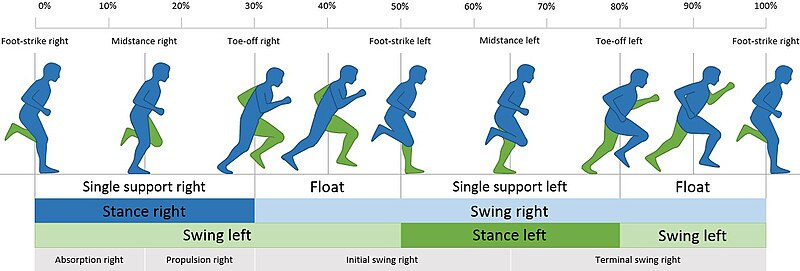 0% 10% 20% 30% 40% 50% 60% 70% 80% 90% 100%
Foot-strike right Midstance right Toe-off right Foot-strike left Midstance left Toe-off left Foot-strike right
Single support right Float Single support left Float
Stance right Swing right
Swing left Stance left Swing left
Absorption right Propulsion right Initial swing right Terminal swing right